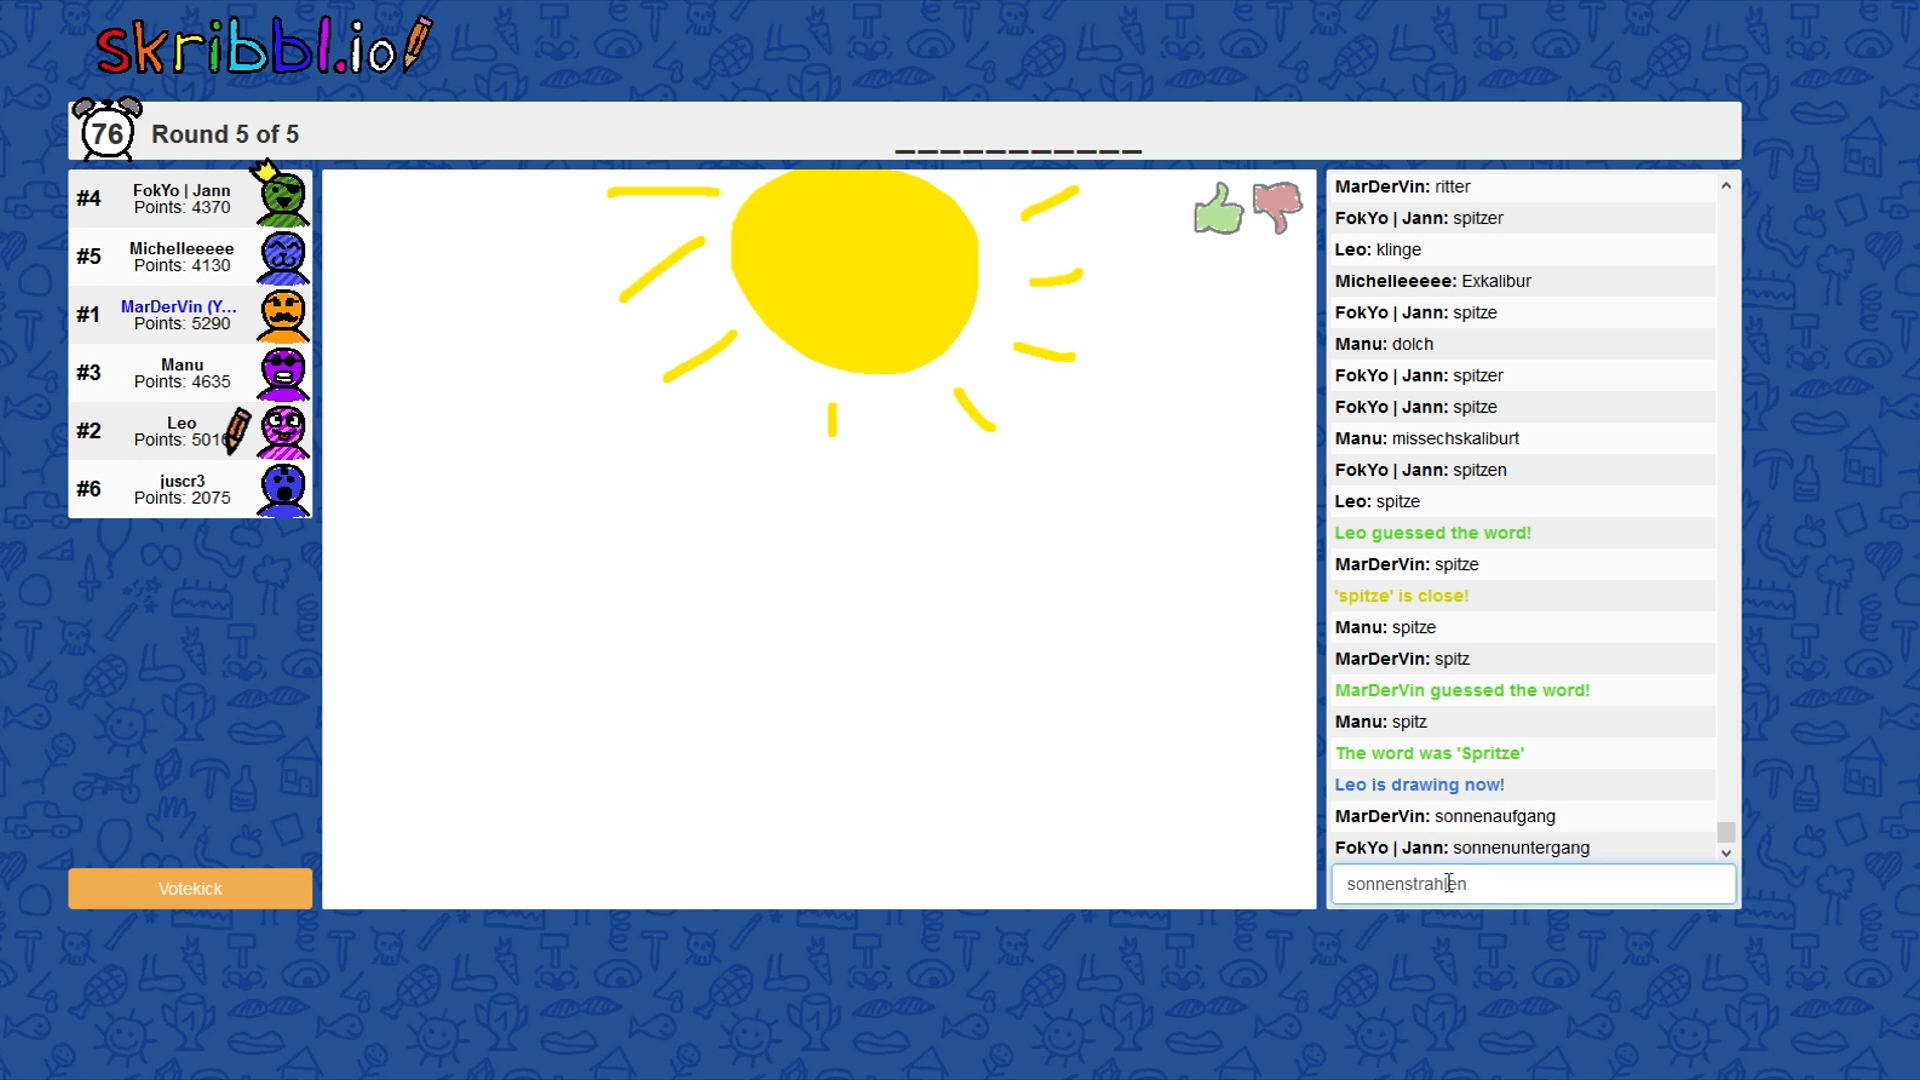 skribbl.io
76
Round 5 of 5
___________
#4
FokYo | Jann
Points: 4370
#5
Michelleeeee
Points: 4130
#1
MarDerVin (Y...
Points: 5290
#3
Manu
Points: 4635
#2
Leo
Points: 5010
#6
juscr3
Points: 2075
Votekick
MarDerVin: ritter
FokYo | Jann: spitzer
Leo: klinge
Michelleeeee: Exkalibur
FokYo | Jann: spitze
Manu: dolch
FokYo | Jann: spitzer
FokYo | Jann: spitze
Manu: missechskaliburt
FokYo | Jann: spitzen
Leo: spitze
Leo guessed the word!
MarDerVin: spitze
'spitze' is close!
Manu: spitze
MarDerVin: spitz
MarDerVin guessed the word!
Manu: spitz
The word was 'Spritze'
Leo is drawing now!
MarDerVin: sonnenaufgang
FokYo | Jann: sonnenuntergang
sonnenstrahlen